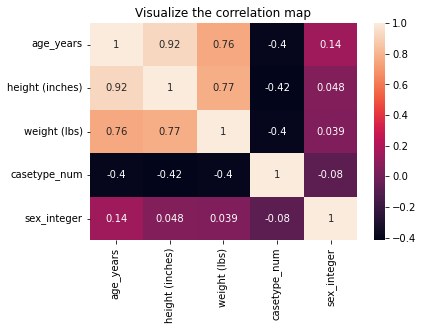 Visualize the correlation map
age_years 1 0.92 0.76 -0.4 0.14
height (inches) 0.92 1 0.77 -0.42 0.048
weight (lbs) 0.76 0.77 1 -0.4 0.039
casetype_num -0.4 -0.42 -0.4 1 -0.08
sex_integer 0.14 0.048 0.039 -0.08 1
age_years
height (inches)
weight (lbs)
casetype_num
sex_integer
1.0
0.8
0.6
0.4
0.2
0.0
-0.2
-0.4